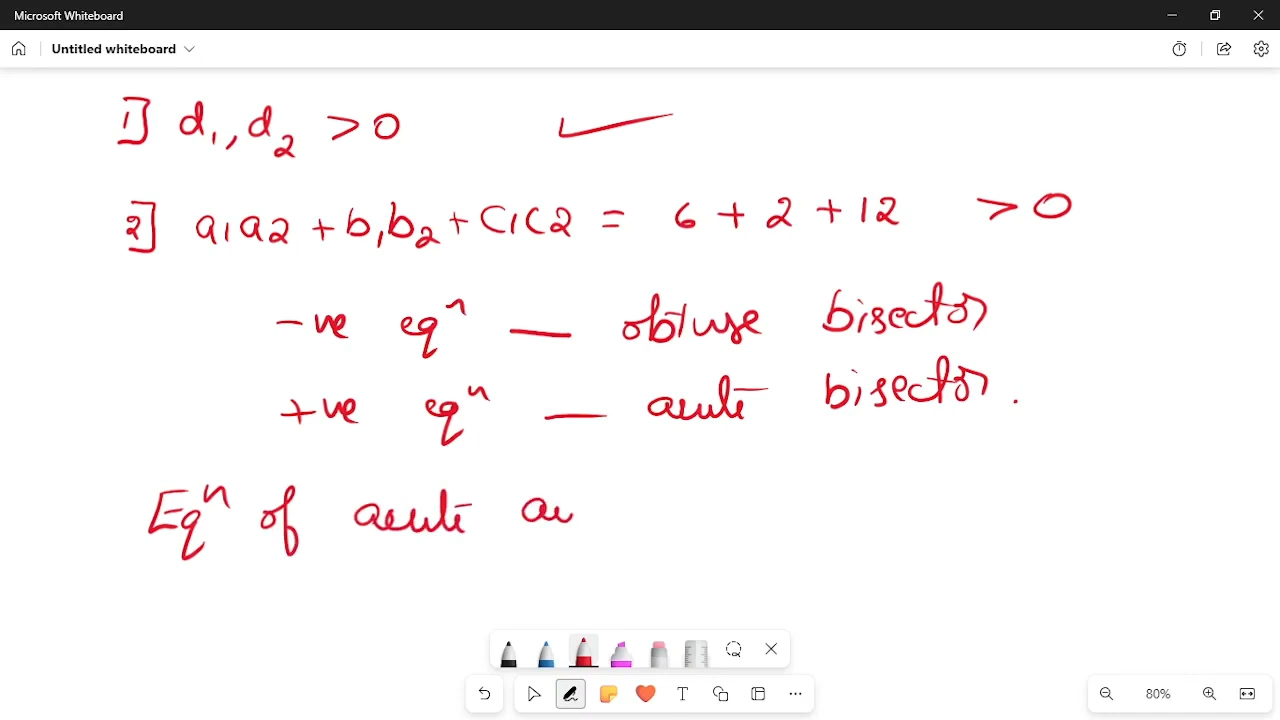 Microsoft Whiteboard
Untitled whiteboard
1] d₁, d₂ > 0 ✓
2] a1a2 + b₁b₂ + c1c2 = 6 + 2 + 12 > 0
-ve eqⁿ — obtuse bisector
+ve eqⁿ — acute bisector.
Eqⁿ of acute an
80%